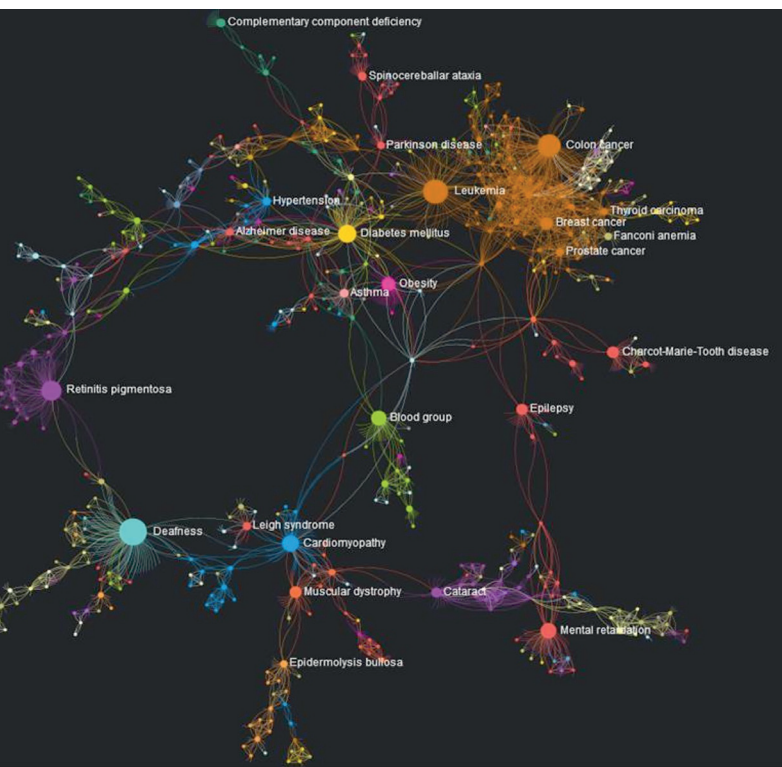 Complementary component deficiency
Spinocereballar ataxia
Parkinson disease
Colon cancer
Leukemia
Hypertension
Thyroid carcinoma
Breast cancer
Alzheimer disease
Diabetes mellitus
Fanconi anemia
Prostate cancer
Obesity
Asthma
Charcot-Marie-Tooth disease
Retinitis pigmentosa
Epilepsy
Blood group
Leigh syndrome
Deafness
Cardiomyopathy
Muscular dystrophy
Cataract
Mental retardation
Epidermolysis bullosa